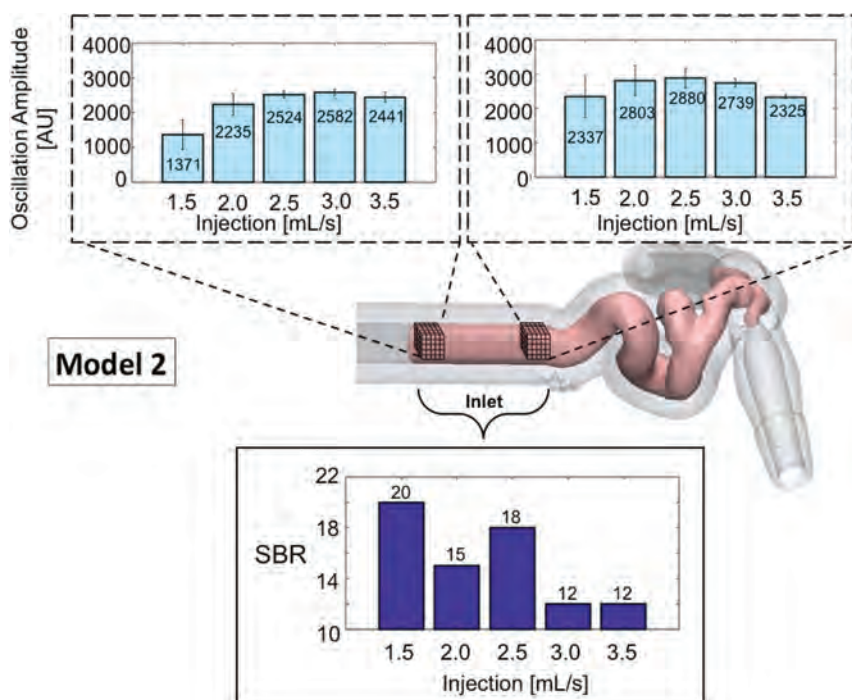 Oscillation Amplitude
[AU]
4000
3000
2000
1000
0
1371
2235
2524
2582
2441
1.5 2.0 2.5 3.0 3.5
Injection [mL/s]
4000
3000
2000
1000
0
2337
2803
2880
2739
2325
1.5 2.0 2.5 3.0 3.5
Injection [mL/s]
Model 2
Inlet
SBR
22
18
14
10
20
15
18
12
12
1.5 2.0 2.5 3.0 3.5
Injection [mL/s]